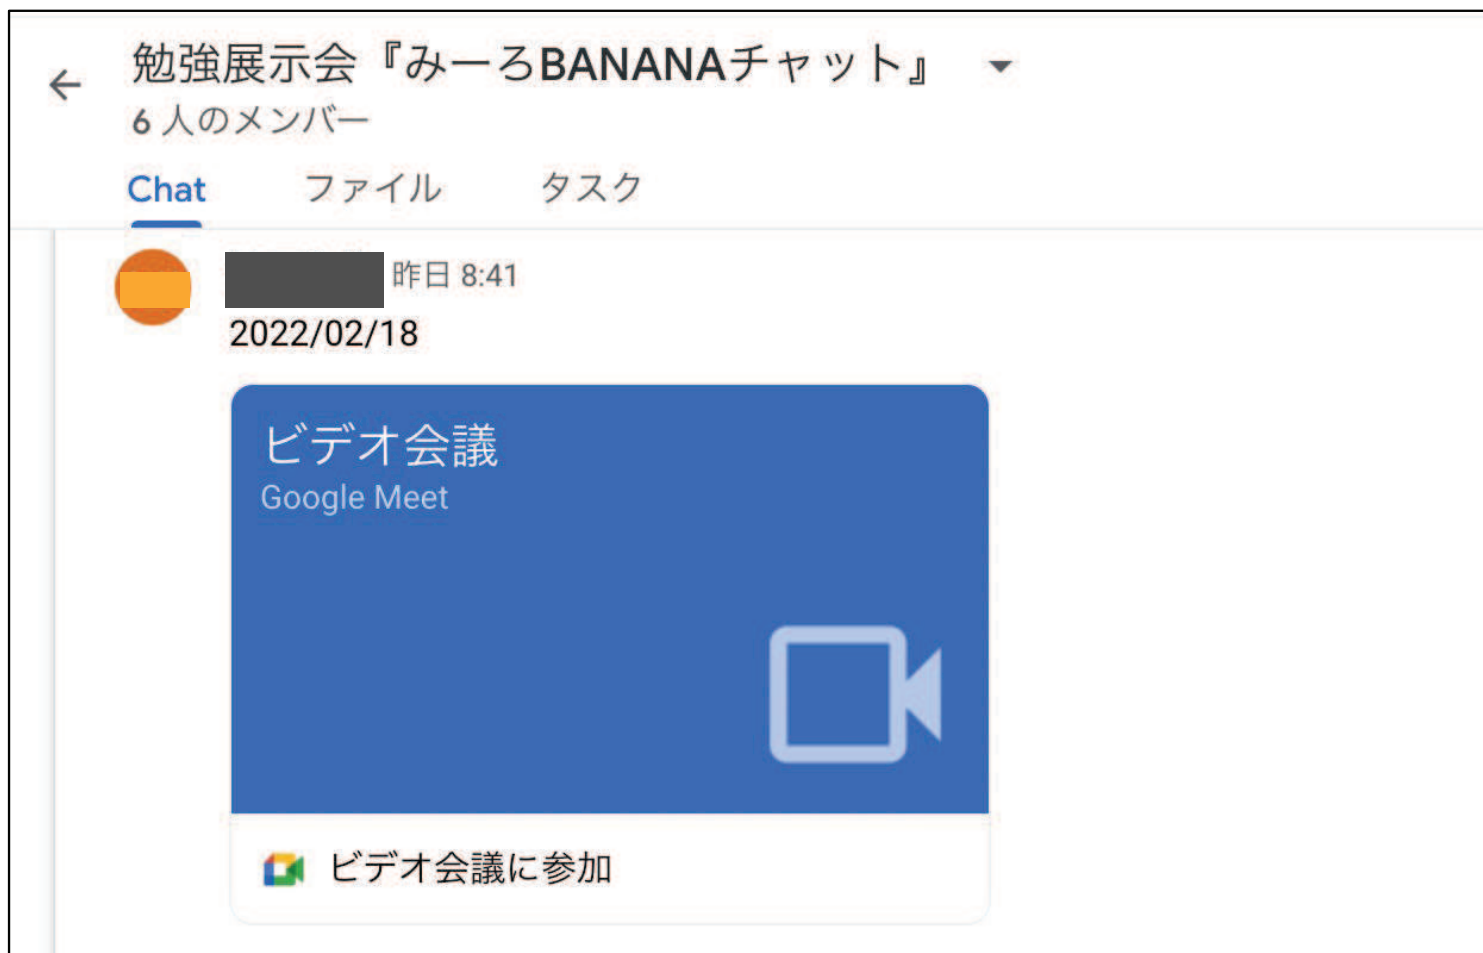 勉強展示会『みーろBANANAチャット』
6 人のメンバー
Chat ファイル タスク
昨日 8:41
2022/02/18
ビデオ会議
Google Meet
ビデオ会議に参加